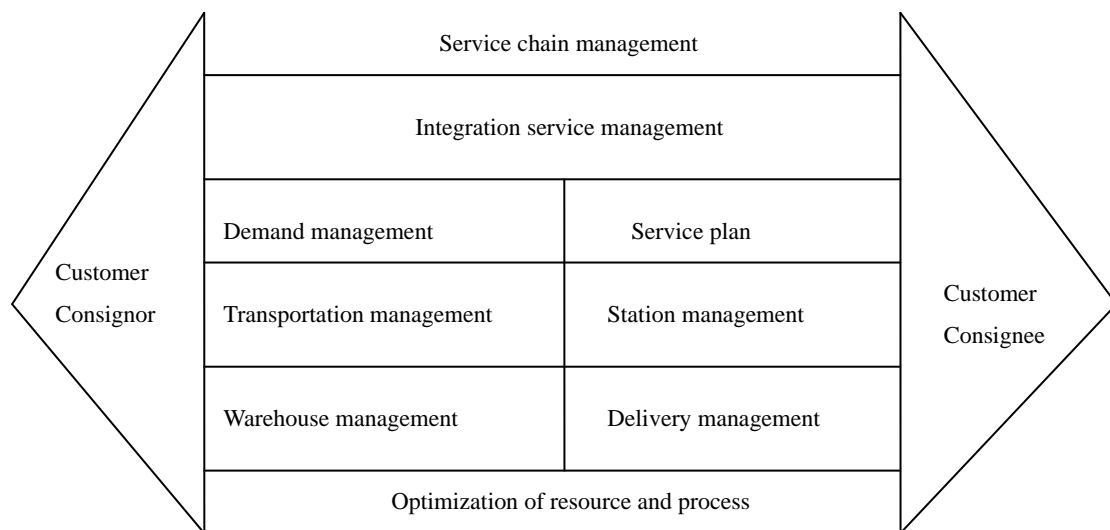 Service chain management
Integration service management
Demand management
Service plan
Customer
Consignor
Transportation management
Station management
Customer
Consignee
Warehouse management
Delivery management
Optimization of resource and process